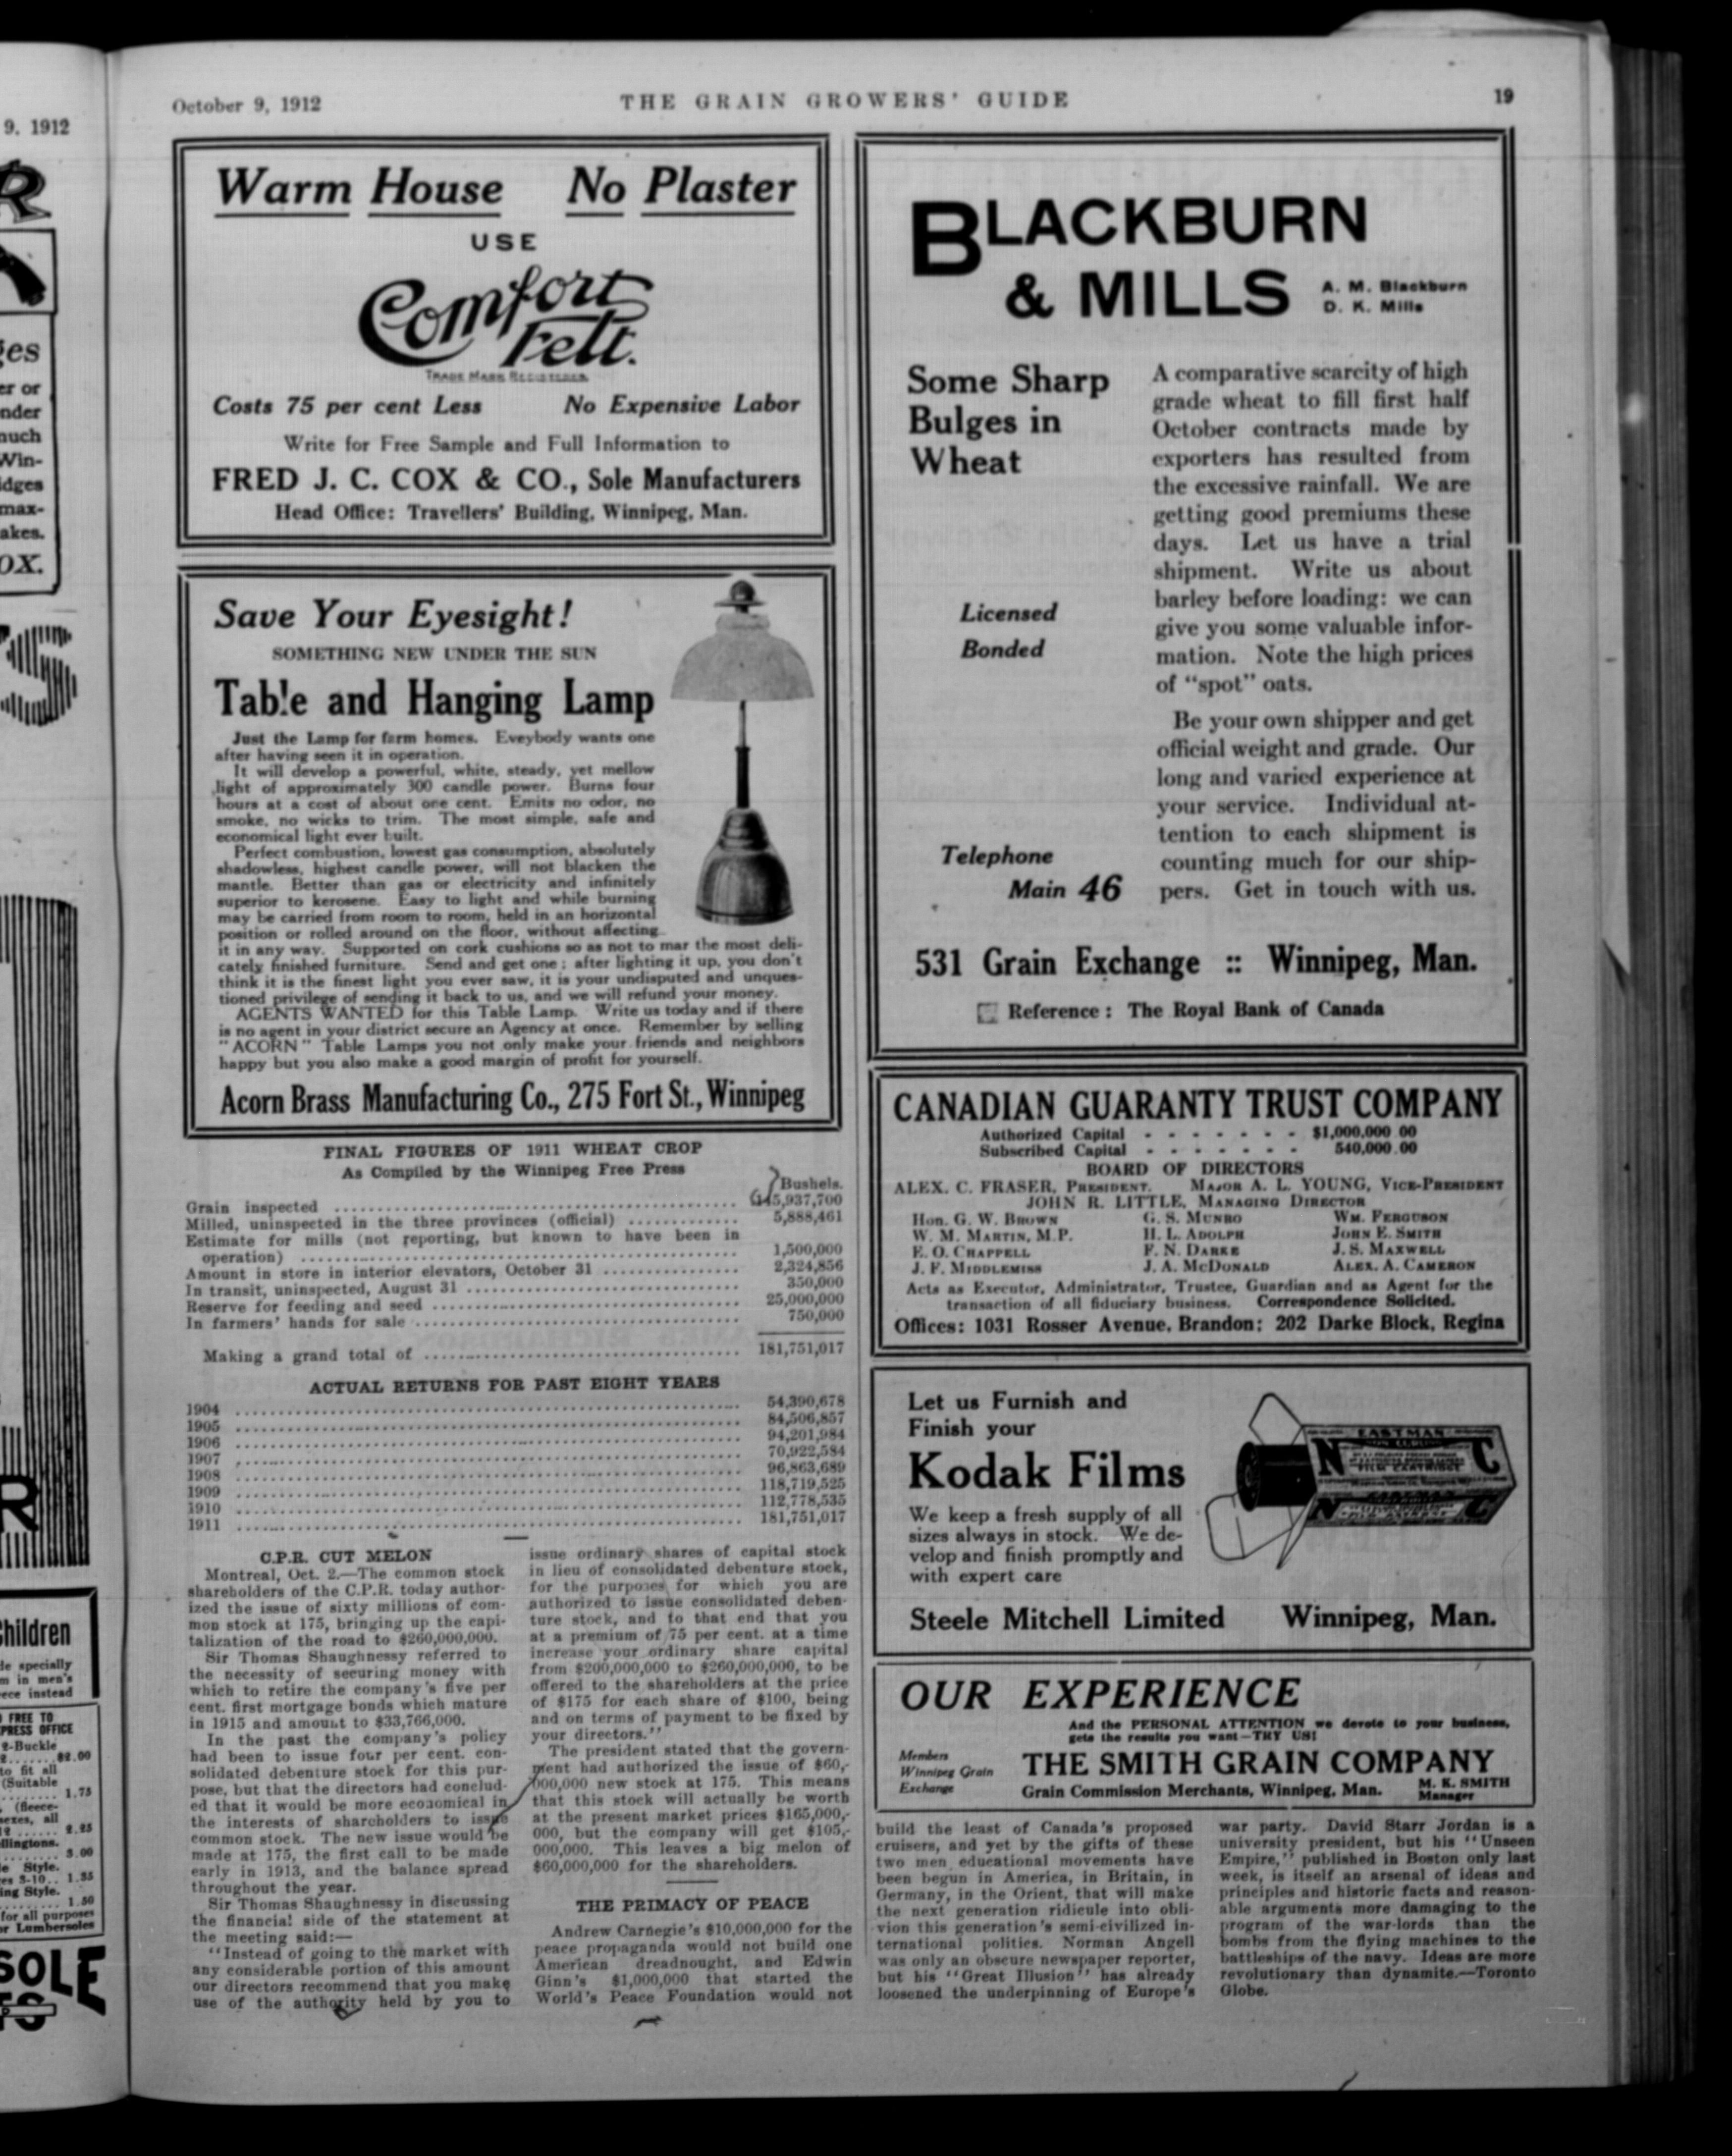 October 9, 1912
THE GRAIN GROWERS' GUIDE
19
Warm House No Plaster
USE
Comfort
Felt.
TRADE MARK REGISTERED
Costs 75 per cent Less No Expensive Labor
Write for Free Sample and Full Information to
FRED J. C. COX & CO., Sole Manufacturers
Head Office: Travellers' Building, Winnipeg, Man.
Save Your Eyesight!
SOMETHING NEW UNDER THE SUN
Table and Hanging Lamp
Just the Lamp for farm homes. Eveybody wants one
after having seen it in operation.
It will develop a powerful, white, steady, yet mellow
light of approximately 300 candle power. Burns four
hours at a cost of about one cent. Emits no odor, no
smoke, no wicks to trim. The most simple, safe and
economical light ever built.
Perfect combustion, lowest gas consumption, absolutely
shadowless, highest candle power, will not blacken the
mantle. Better than gas or electricity and infinitely
superior to kerosene. Easy to light and while burning
may be carried from room to room, held in an horizontal
position or rolled around on the floor, without affecting
it in any way. Supported on cork cushions so as not to mar the most deli-
cately finished furniture. Send and get one; after lighting it up, you don't
think it is the finest light you ever saw, it is your undisputed and unques-
tioned privilege of sending it back to us, and we will refund your money.
AGENTS WANTED for this Table Lamp. Write us today and if there
is no agent in your district secure an Agency at once. Remember by selling
"ACORN" Table Lamps you not only make your friends and neighbors
happy but you also make a good margin of profit for yourself.
Acorn Brass Manufacturing Co., 275 Fort St., Winnipeg
FINAL FIGURES OF 1911 WHEAT CROP
As Compiled by the Winnipeg Free Press
Bushels.
Grain inspected 145,937,700
Milled, uninspected in the three provinces (official) 5,888,461
Estimate for mills (not reporting, but known to have been in
operation) 1,500,000
Amount in store in interior elevators, October 31 2,324,856
In transit, uninspected, August 31 350,000
Reserve for feeding and seed 25,000,000
In farmers' hands for sale 750,000
Making a grand total of 181,751,017
ACTUAL RETURNS FOR PAST EIGHT YEARS
1904 54,390,678
1905 84,506,857
1906 94,201,984
1907 70,922,584
1908 96,863,689
1909 118,719,525
1910 112,778,535
1911 181,751,017
C.P.R. CUT MELON
Montreal, Oct. 2.—The common stock
shareholders of the C.P.R. today author-
ized the issue of sixty millions of com-
mon stock at 175, bringing up the capi-
talization of the road to $260,000,000.
Sir Thomas Shaughnessy referred to
the necessity of securing money with
which to retire the company's five per
cent. first mortgage bonds which mature
in 1915 and amount to $33,766,000.
In the past the company's policy
had been to issue four per cent. con-
solidated debenture stock for this pur-
pose, but that the directors had conclud-
ed that it would be more economical in
the interests of shareholders to issue
common stock. The new issue would be
made at 175, the first call to be made
early in 1913, and the balance spread
throughout the year.
Sir Thomas Shaughnessy in discussing
the financial side of the statement at
the meeting said:—
"Instead of going to the market with
any considerable portion of this amount
our directors recommend that you make
use of the authority held by you to
issue ordinary shares of capital stock
in lieu of consolidated debenture stock,
for the purposes for which you are
authorized to issue consolidated deben-
ture stock, and to that end that you
at a premium of 75 per cent. at a time
increase your ordinary share capital
from $200,000,000 to $260,000,000, to be
offered to the shareholders at the price
of $175 for each share of $100, being
and on terms of payment to be fixed by
your directors."
The president stated that the govern-
ment had authorized the issue of $60,-
000,000 new stock at 175. This means
that this stock will actually be worth
at the present market prices $165,000,-
000, but the company will get $105,-
000,000. This leaves a big melon of
$60,000,000 for the shareholders.
THE PRIMACY OF PEACE
Andrew Carnegie's $10,000,000 for the
peace propaganda would not build one
American dreadnought, and Edwin
Ginn's $1,000,000 that started the
World's Peace Foundation would not
BLACKBURN
& MILLS
A. M. Blackburn
D. K. Mills
Some Sharp
Bulges in
Wheat
Licensed
Bonded
Telephone
Main 46
A comparative scarcity of high
grade wheat to fill first half
October contracts made by
exporters has resulted from
the excessive rainfall. We are
getting good premiums these
days. Let us have a trial
shipment. Write us about
barley before loading: we can
give you some valuable infor-
mation. Note the high prices
of "spot" oats.
Be your own shipper and get
official weight and grade. Our
long and varied experience at
your service. Individual at-
tention to each shipment is
counting much for our ship-
pers. Get in touch with us.
531 Grain Exchange :: Winnipeg, Man.
Reference: The Royal Bank of Canada
CANADIAN GUARANTY TRUST COMPANY
Authorized Capital - - - - - - - $1,000,000.00
Subscribed Capital - - - - - - - 540,000.00
BOARD OF DIRECTORS
ALEX. C. FRASER, PRESIDENT. MAJOR A. L. YOUNG, VICE-PRESIDENT
JOHN R. LITTLE, MANAGING DIRECTOR
HON. G. W. BROWN G. S. MUNRO WM. FERGUSON
W. M. MARTIN, M.P. H. L. ADOLPH JOHN E. SMITH
E. O. CHAPPELL F. N. DARKE J. S. MAXWELL
J. F. MIDDLEMISS J. A. McDONALD ALEX. A. CAMERON
Acts as Executor, Administrator, Trustee, Guardian and as Agent for the
transaction of all fiduciary business. Correspondence Solicited.
Offices: 1031 Rosser Avenue, Brandon; 202 Darke Block, Regina
Let us Furnish and
Finish your
Kodak Films
We keep a fresh supply of all
sizes always in stock. We de-
velop and finish promptly and
with expert care
EASTMAN
N C
FILM CARTRIDGE
N C
Steele Mitchell Limited Winnipeg, Man.
OUR EXPERIENCE
And the PERSONAL ATTENTION we devote to your business,
gets the results you want—TRY US!
Members
Winnipeg Grain
Exchange
THE SMITH GRAIN COMPANY
Grain Commission Merchants, Winnipeg, Man.
M. K. SMITH
Manager
build the least of Canada's proposed
cruisers, and yet by the gifts of these
two men educational movements have
been begun in America, in Britain, in
Germany, in the Orient, that will make
the next generation ridicule into obli-
vion this generation's semi-civilized in-
ternational politics. Norman Angell
was only an obscure newspaper reporter,
but his "Great Illusion" has already
loosened the underpinning of Europe's
war party. David Starr Jordan is a
university president, but his "Unseen
Empire," published in Boston only last
week, is itself an arsenal of ideas and
principles and historic facts and reason-
able arguments more damaging to the
program of the war-lords than the
bombs from the flying machines to the
battleships of the navy. Ideas are more
revolutionary than dynamite.—Toronto
Globe.